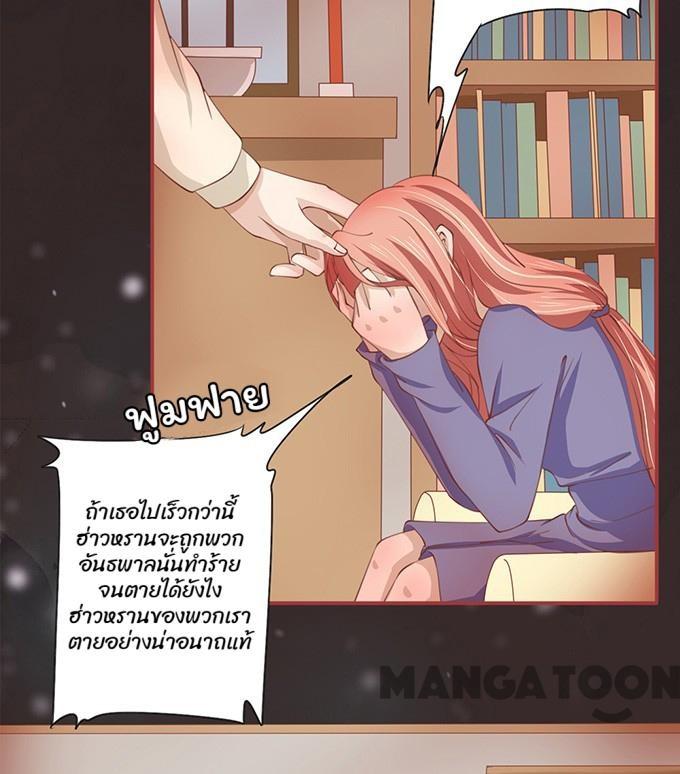 ฟูมฟาย
ถ้าเธอไปเร็วกว่านี้
ฮ่าวหรานจะถูกพวก
อันธพาลนั่นทำร้าย
จนตายได้ยังไง
ฮ่าวหรานของพวกเรา
ตายอย่างน่าอนาถแท้
MANGATOON